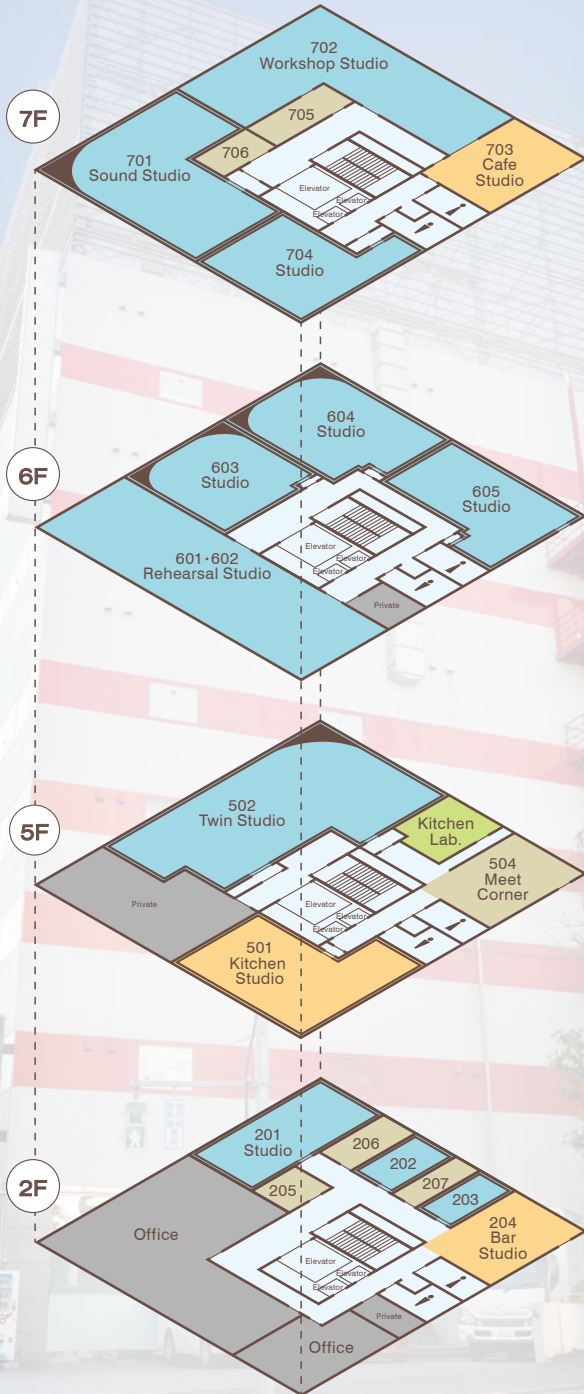 7F
702
Workshop Studio
705
706
701
Sound Studio
703
Cafe
Studio
Elevator
Elevator
Elevator
704
Studio
6F
604
Studio
603
Studio
605
Studio
601・602
Rehearsal Studio
Elevator
Elevator
Elevator
Private
5F
502
Twin Studio
Kitchen
Lab.
504
Meet
Corner
Private
Elevator
Elevator
Elevator
501
Kitchen
Studio
2F
201
Studio
206
202
207
203
205
204
Bar
Studio
Office
Elevator
Elevator
Elevator
Private
Office